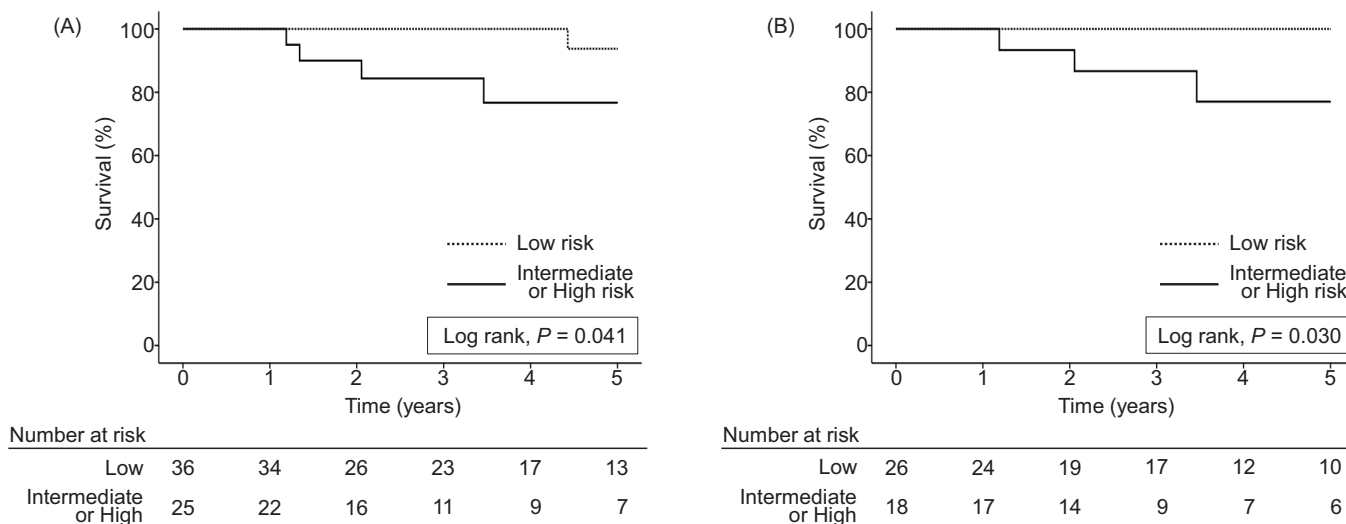 (A)
Survival (%)
100
80
60
40
20
0
Low risk
Intermediate
or High risk
Log rank, P = 0.041
0 1 2 3 4 5
Time (years)
Number at risk
Low 36 34 26 23 17 13
Intermediate
or High 25 22 16 11 9 7
(B)
Survival (%)
100
80
60
40
20
0
Low risk
Intermediate
or High risk
Log rank, P = 0.030
0 1 2 3 4 5
Time (years)
Number at risk
Low 26 24 19 17 12 10
Intermediate
or High 18 17 14 9 7 6